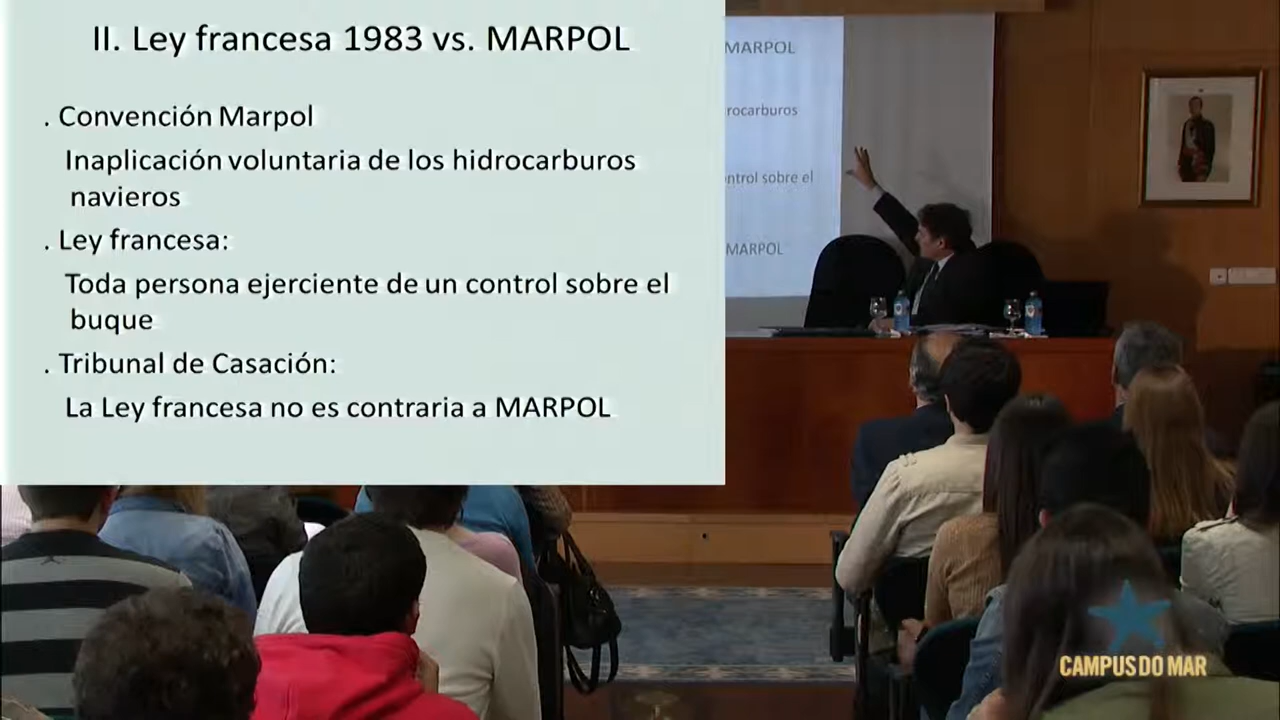 II. Ley francesa 1983 vs. MARPOL
. Convención Marpol
Inaplicación voluntaria de los hidrocarburos
navieros
. Ley francesa:
Toda persona ejerciente de un control sobre el
buque
. Tribunal de Casación:
La Ley francesa no es contraria a MARPOL
MARPOL
rocarburos
ntrol sobre el
MARPOL
CAMPUS DO MAR